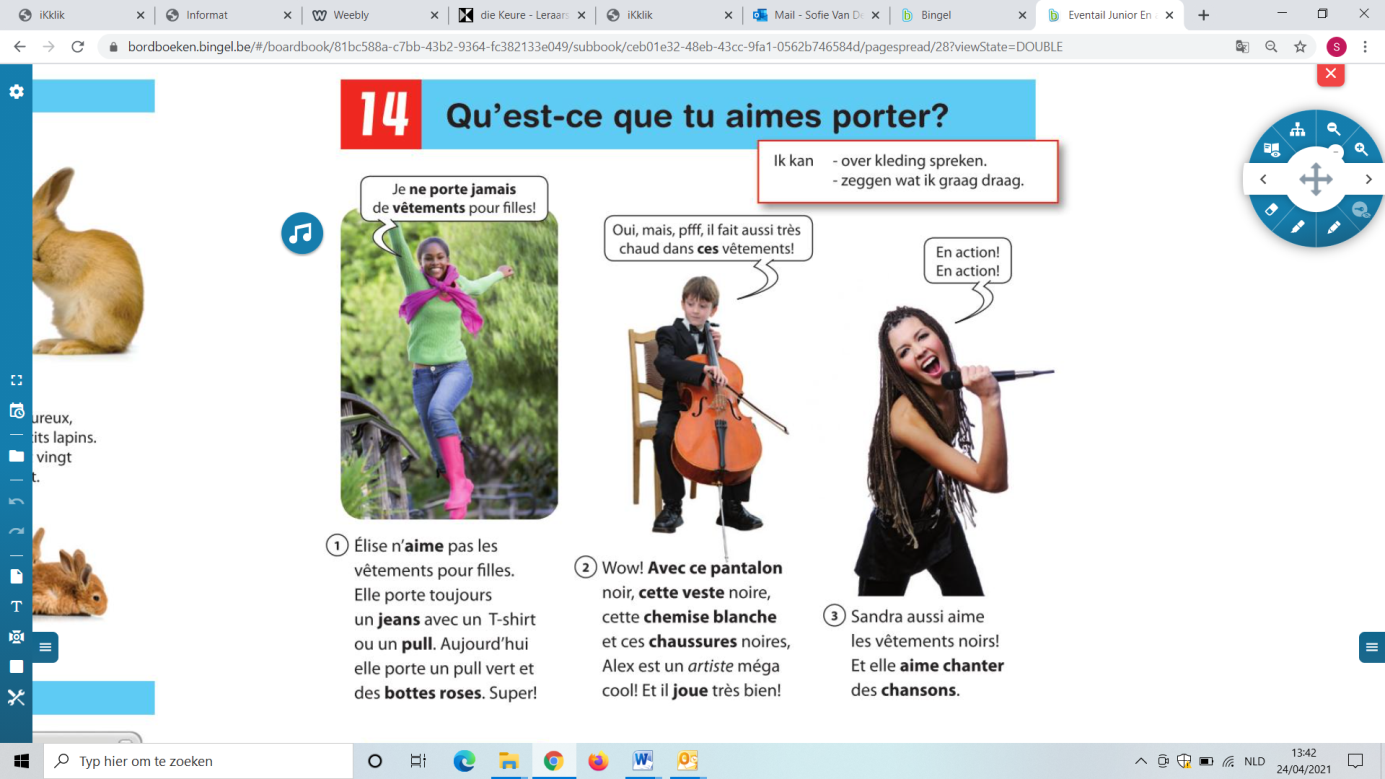 iKklik
Informat
Weebly
die Keure - Leraars
iKklik
Mail - Sofie Van De
Bingel
Eventail Junior En
bordboeken.bingel.be/#/boardbook/81bc588a-c7bb-43b2-9364-fc382133e049/subbook/ceb01e32-48eb-43cc-9fa1-0562b746584d/pagespread/28?viewState=DOUBLE
S
14 Qu'est-ce que tu aimes porter?
Ik kan - over kleding spreken.
- zeggen wat ik graag draag.
Je ne porte jamais
de vêtements pour filles!
Oui, mais, pfff, il fait aussi très
chaud dans ces vêtements!
En action!
En action!
ureux,
its lapins.
vingt
t.
1 Élise n'aime pas les
vêtements pour filles.
Elle porte toujours
un jeans avec un T-shirt
ou un pull. Aujourd'hui
elle porte un pull vert et
des bottes roses. Super!
2 Wow! Avec ce pantalon
noir, cette veste noire,
cette chemise blanche
et ces chaussures noires,
Alex est un artiste méga
cool! Et il joue très bien!
3 Sandra aussi aime
les vêtements noirs!
Et elle aime chanter
des chansons.
Typ hier om te zoeken
NLD
13:42
24/04/2021